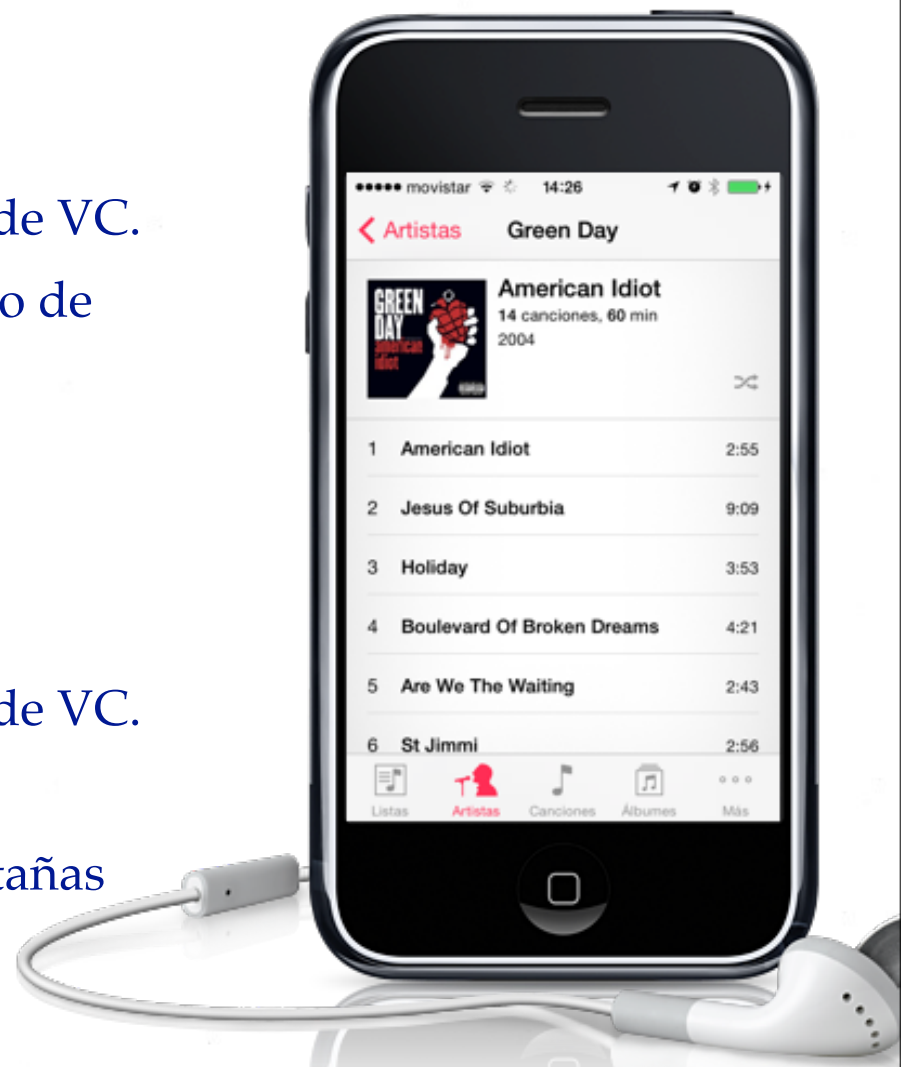 de VC.
o de
de VC.
tañas
movistar 14:26
Artistas Green Day
GREEN
DAY
american
idiot
American Idiot
14 canciones, 60 min
2004
1 American Idiot 2:55
2 Jesus Of Suburbia 9:09
3 Holiday 3:53
4 Boulevard Of Broken Dreams 4:21
5 Are We The Waiting 2:43
6 St Jimmi 2:56
Listas Artistas Canciones Álbumes Más